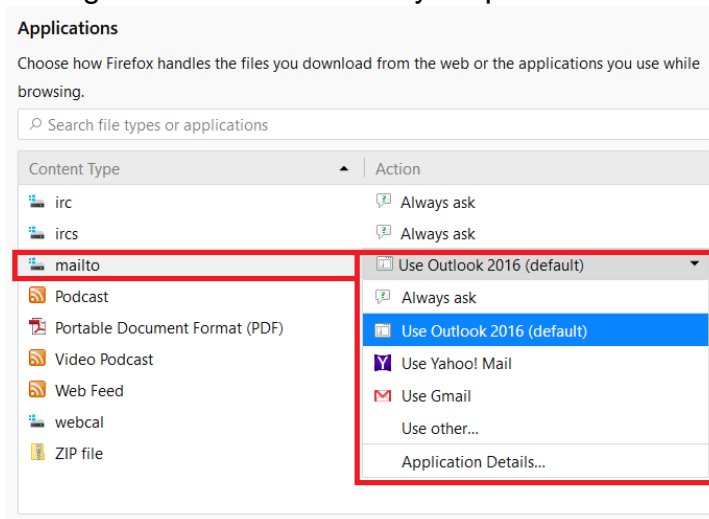 Applications
Choose how Firefox handles the files you download from the web or the applications you use while
browsing.
Search file types or applications
Content Type Action
irc Always ask
ircs Always ask
mailto Use Outlook 2016 (default)
Podcast Always ask
Portable Document Format (PDF) Use Outlook 2016 (default)
Video Podcast Use Yahoo! Mail
Web Feed Use Gmail
webcal Use other...
ZIP file Application Details...